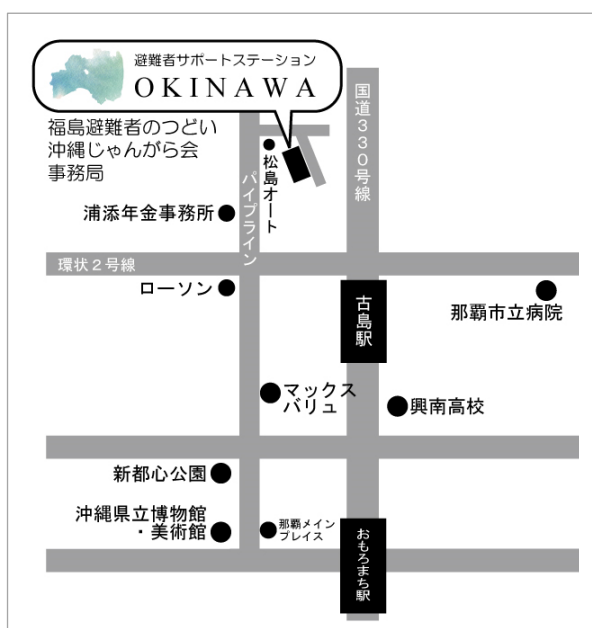 避難者サポートステーション
OKINAWA
福島避難者のつどい
沖縄じゃんがら会
事務局
国道330号線
松島オート
パイプライン
浦添年金事務所
環状2号線
ローソン
古島駅
那覇市立病院
マックス
バリュ
興南高校
新都心公園
沖縄県立博物館
・美術館
那覇メイン
プレイス
おもろまち駅